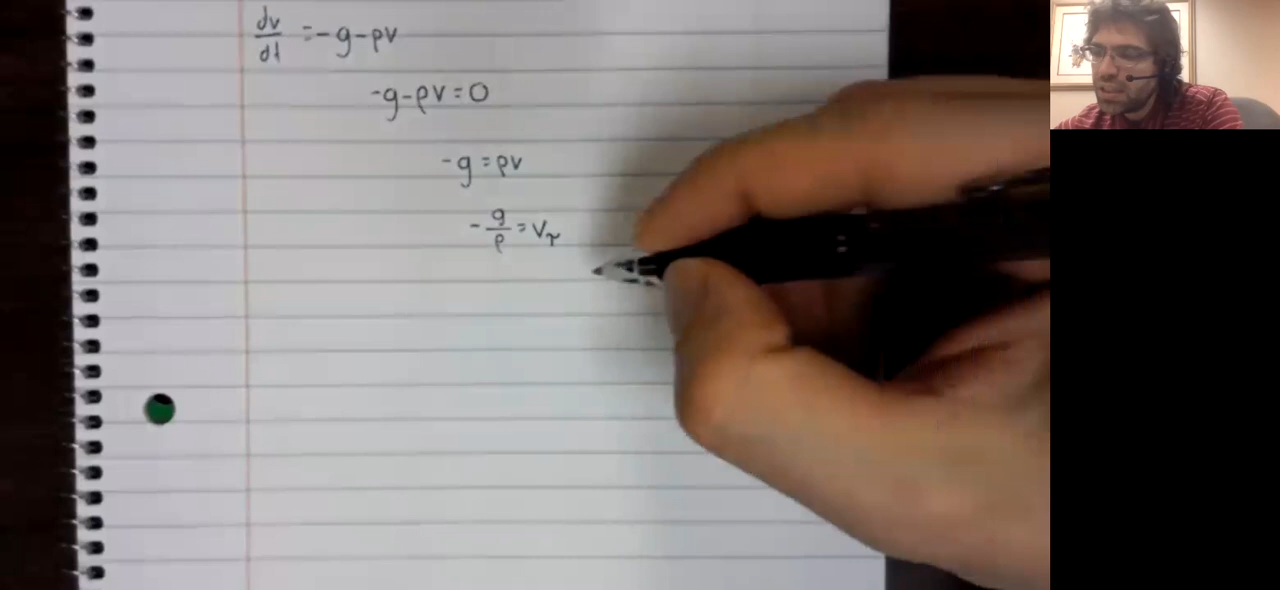 dv/dt = -g - ρv
-g - ρv = 0
-g = ρv
-g/ρ = v_T